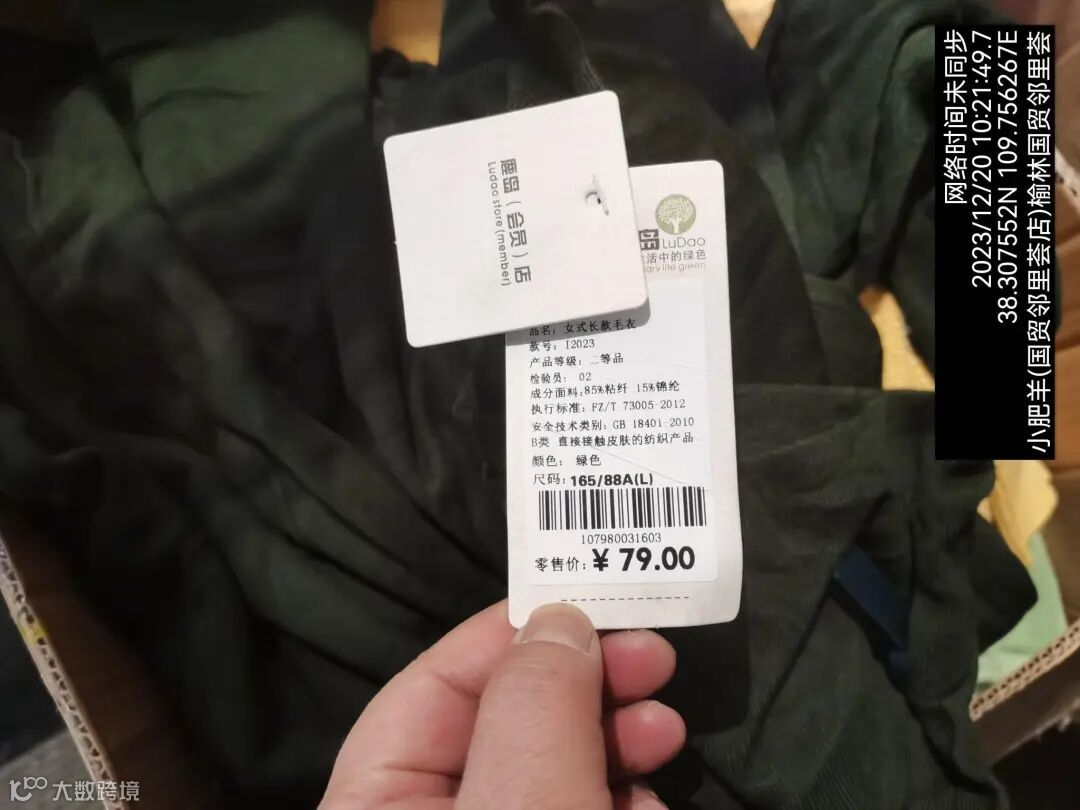 鹿岛（会员）店
Ludao store (member)
LuDao
活中的绿色
ary life green
品名：女式长款毛衣
款号：I2023
产品等级：二等品
检验员： 02
成分面料：85%粘纤 15%锦纶
执行标准：FZ/T 73005-2012
安全技术类别：GB 18401-2010
B类 直接接触皮肤的纺织产品
颜色： 绿色
尺码：165/88A(L)
107980031603
零售价：¥ 79.00
网络时间未同步
2023/12/20 10:21:49.7
38.307552N 109.756267E
小肥羊(国贸邻里荟店)榆林国贸邻里荟
大数跨境